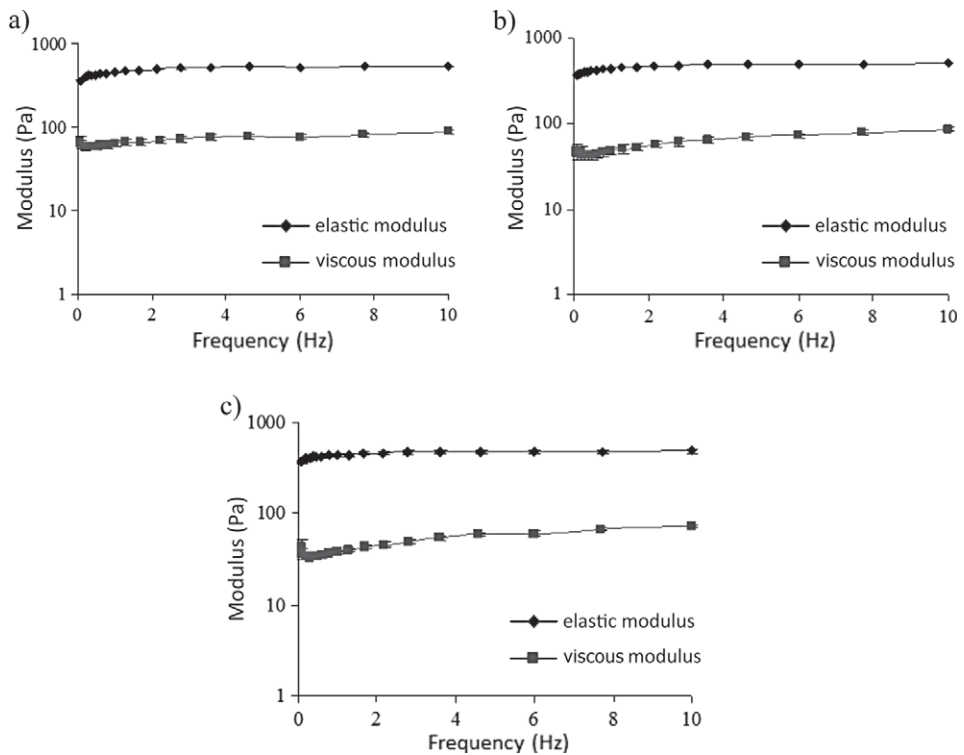 a)
1000
100
10
1
Modulus (Pa)
elastic modulus
viscous modulus
0 2 4 6 8 10
Frequency (Hz)
b)
1000
100
10
1
Modulus (Pa)
elastic modulus
viscous modulus
0 2 4 6 8 10
Frequency (Hz)
c)
1000
100
10
1
Modulus (Pa)
elastic modulus
viscous modulus
0 2 4 6 8 10
Frequency (Hz)